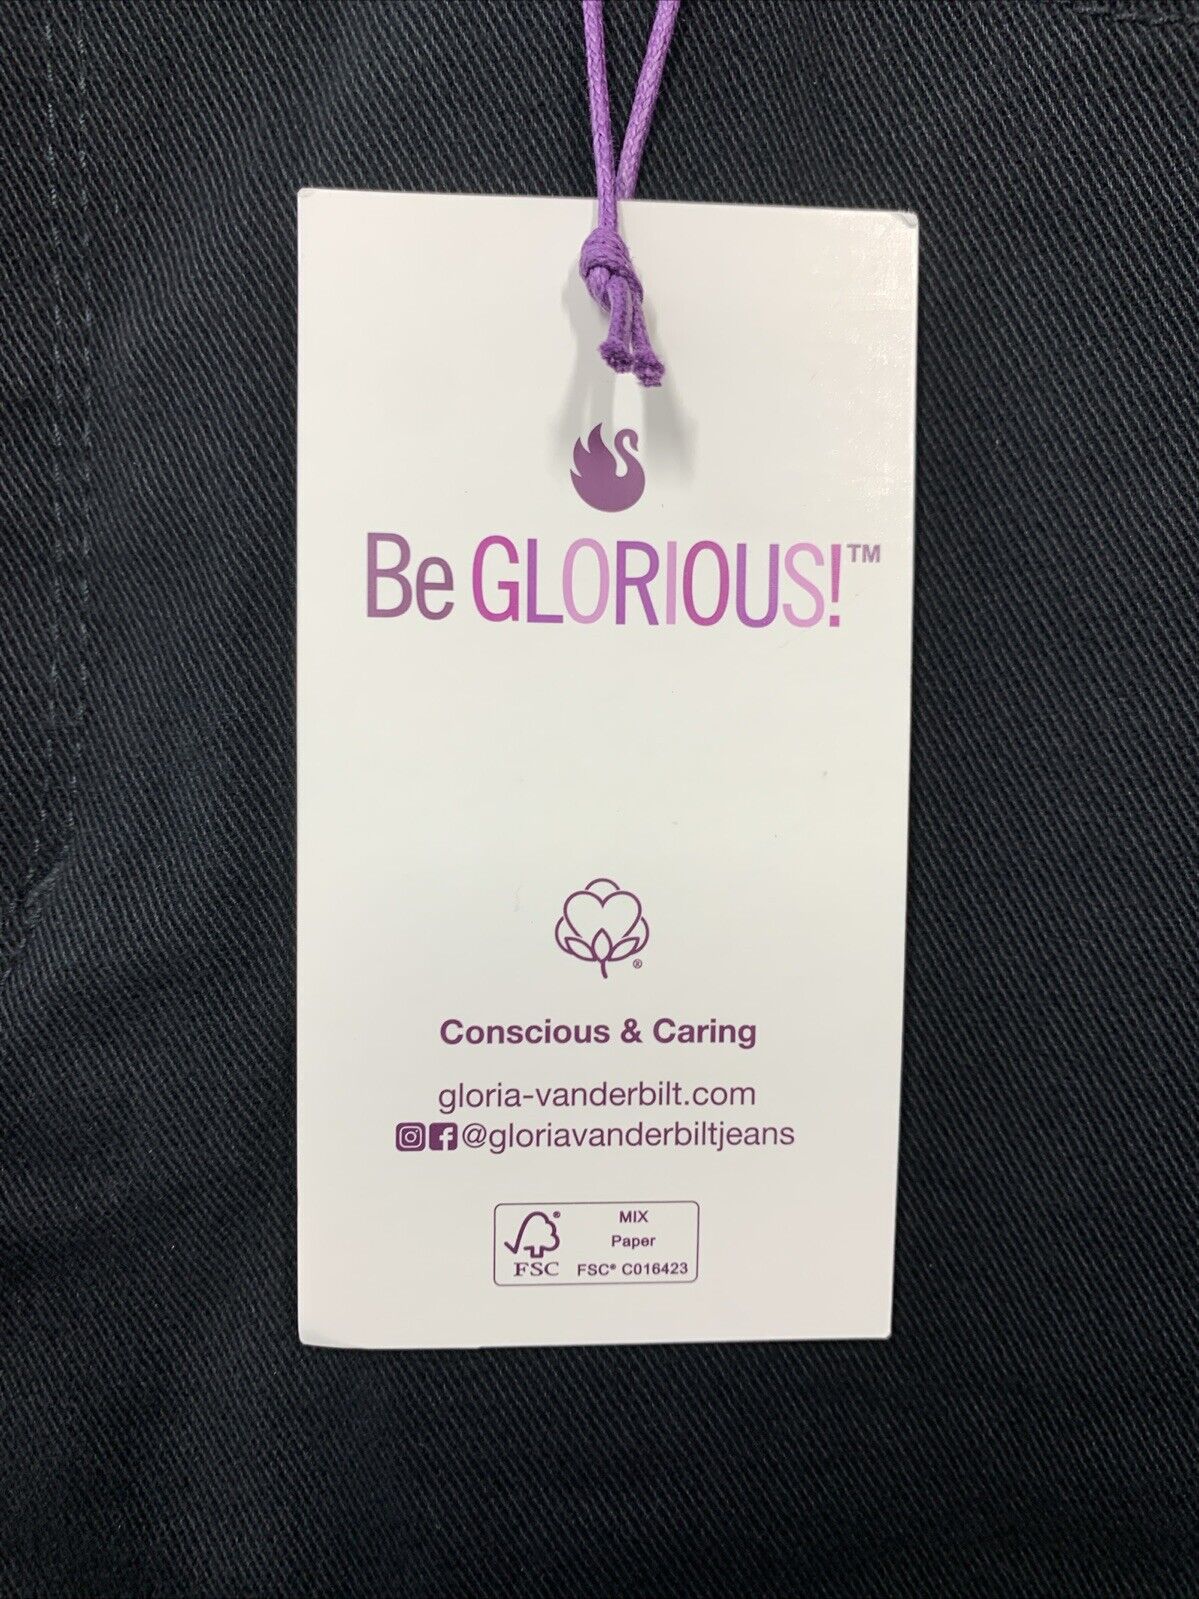 Be GLORIOUS!™
®
Conscious & Caring
gloria-vanderbilt.com
@gloriavanderbiltjeans
®
FSC
MIX
Paper
FSC® C016423